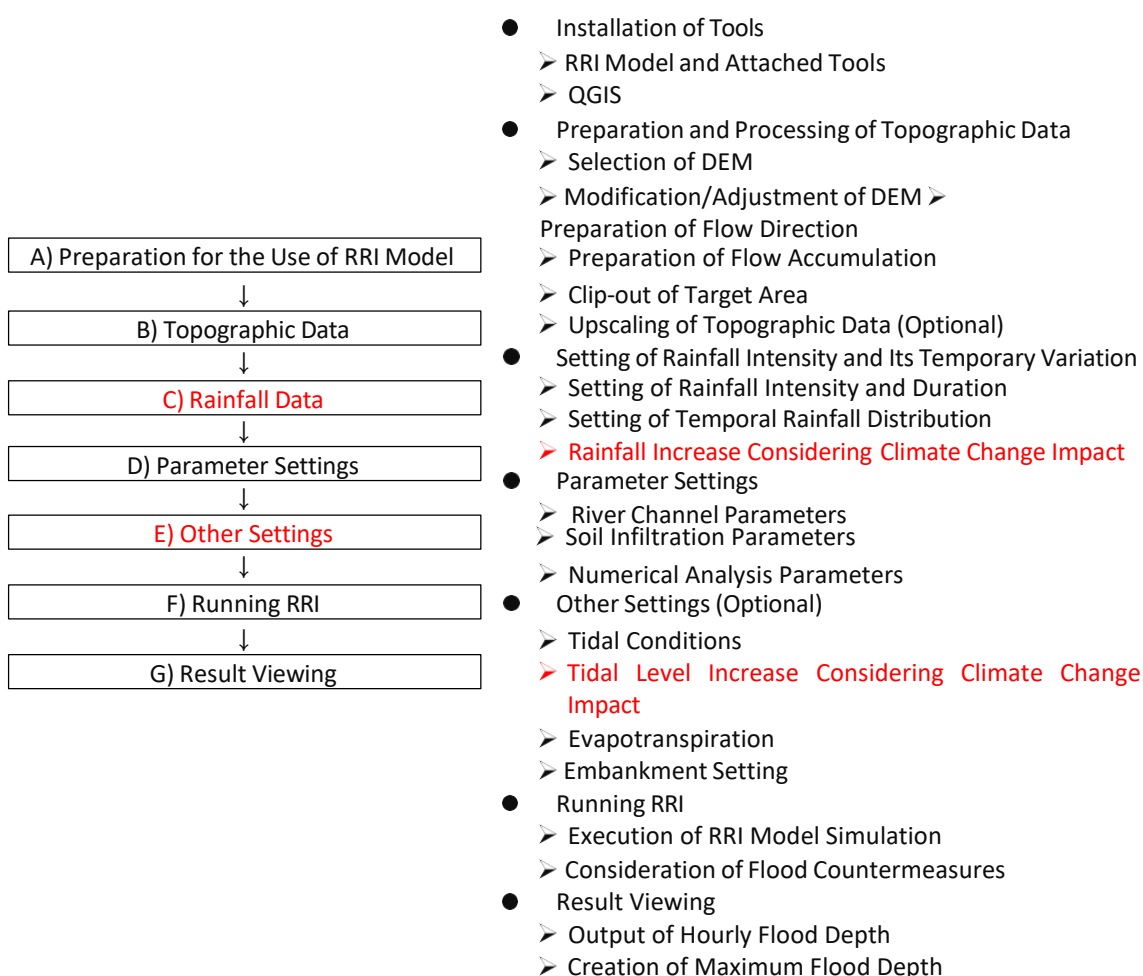 A) Preparation for the Use of RRI Model
↓
B) Topographic Data
↓
C) Rainfall Data
↓
D) Parameter Settings
↓
E) Other Settings
↓
F) Running RRI
↓
G) Result Viewing
● Installation of Tools
➢ RRI Model and Attached Tools
➢ QGIS
● Preparation and Processing of Topographic Data
➢ Selection of DEM
➢ Modification/Adjustment of DEM ➢
Preparation of Flow Direction
➢ Preparation of Flow Accumulation
➢ Clip-out of Target Area
➢ Upscaling of Topographic Data (Optional)
● Setting of Rainfall Intensity and Its Temporary Variation
➢ Setting of Rainfall Intensity and Duration
➢ Setting of Temporal Rainfall Distribution
➢ Rainfall Increase Considering Climate Change Impact
● Parameter Settings
➢ River Channel Parameters
➢ Soil Infiltration Parameters
➢ Numerical Analysis Parameters
● Other Settings (Optional)
➢ Tidal Conditions
➢ Tidal Level Increase Considering Climate Change
Impact
➢ Evapotranspiration
➢ Embankment Setting
● Running RRI
➢ Execution of RRI Model Simulation
➢ Consideration of Flood Countermeasures
● Result Viewing
➢ Output of Hourly Flood Depth
➢ Creation of Maximum Flood Depth